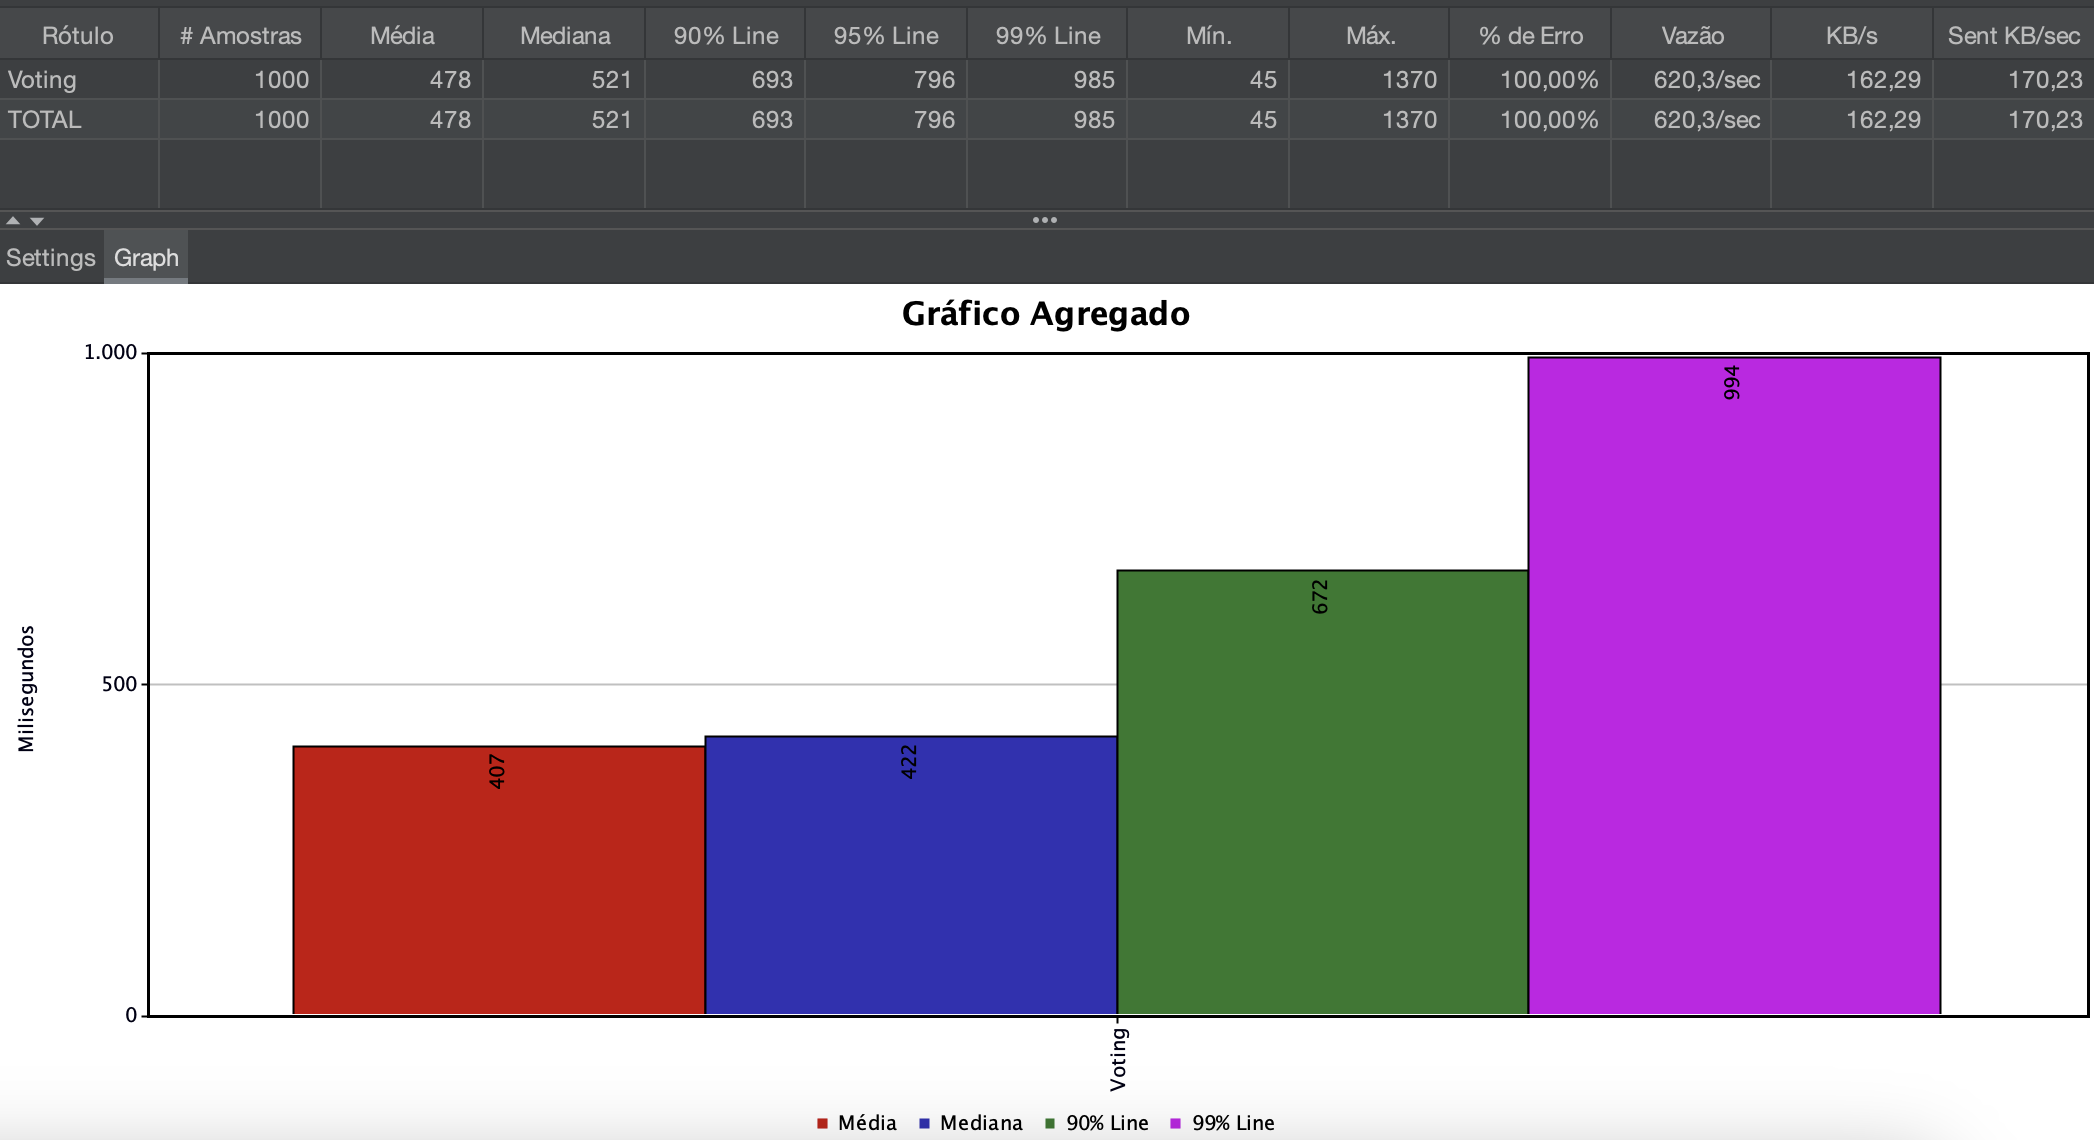 Rótulo # Amostras Média Mediana 90% Line 95% Line 99% Line Mín. Máx. % de Erro Vazão KB/s Sent KB/sec
Voting 1000 478 521 693 796 985 45 1370 100,00% 620,3/sec 162,29 170,23
TOTAL 1000 478 521 693 796 985 45 1370 100,00% 620,3/sec 162,29 170,23
Settings Graph
Gráfico Agregado
1.000
994
672
Milisegundos
500
422
407
0
Voting
Média Mediana 90% Line 99% Line